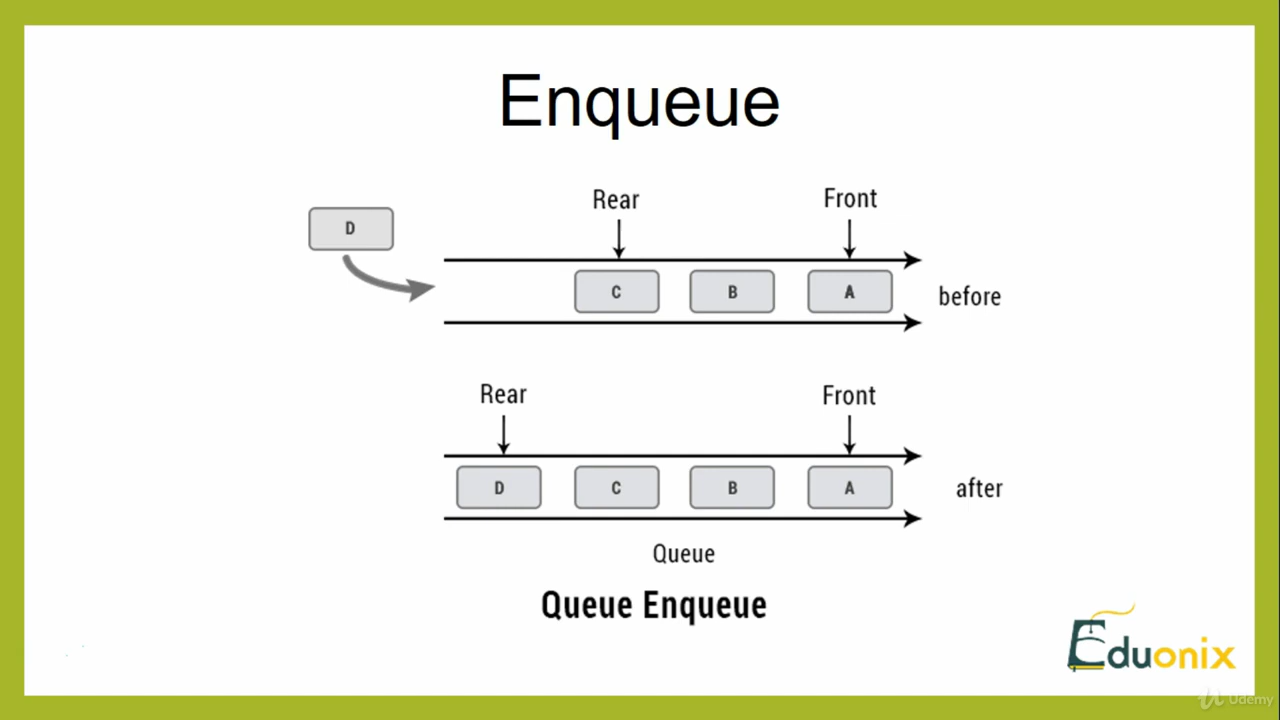 Enqueue
Rear Front
D
C B A before
Rear Front
D C B A after
Queue
Queue Enqueue
Eduonix
Udemy